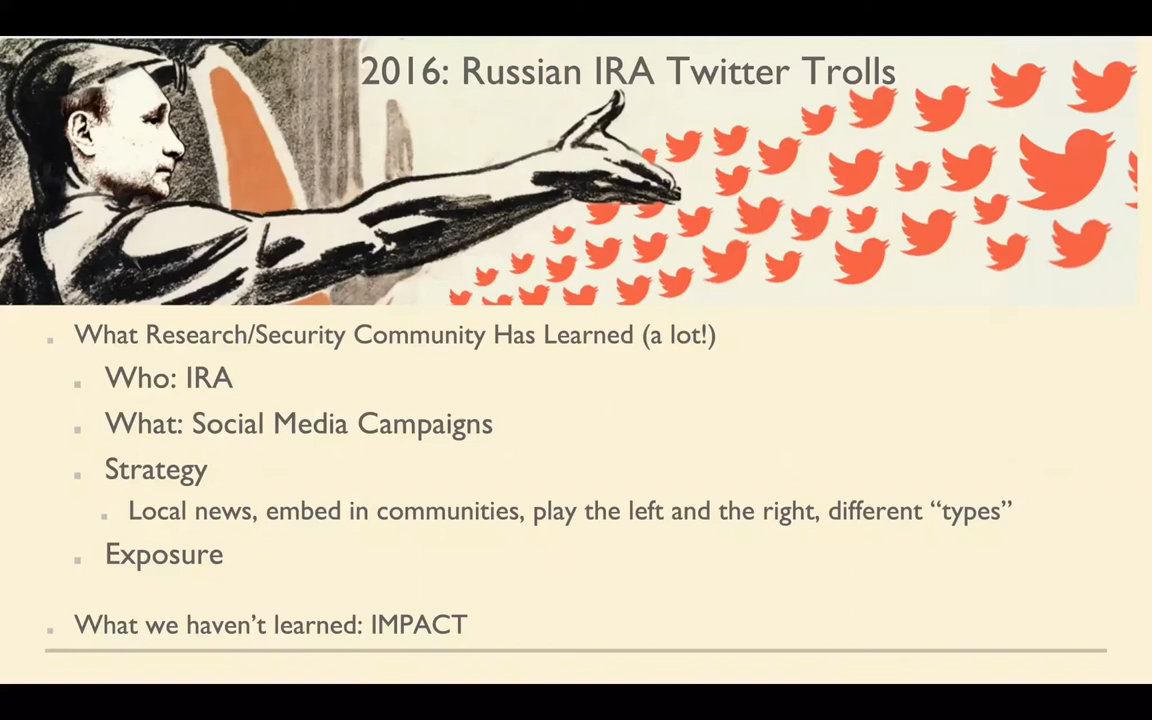 2016: Russian IRA Twitter Trolls
What Research/Security Community Has Learned (a lot!)
Who: IRA
What: Social Media Campaigns
Strategy
Local news, embed in communities, play the left and the right, different “types”
Exposure
What we haven’t learned: IMPACT